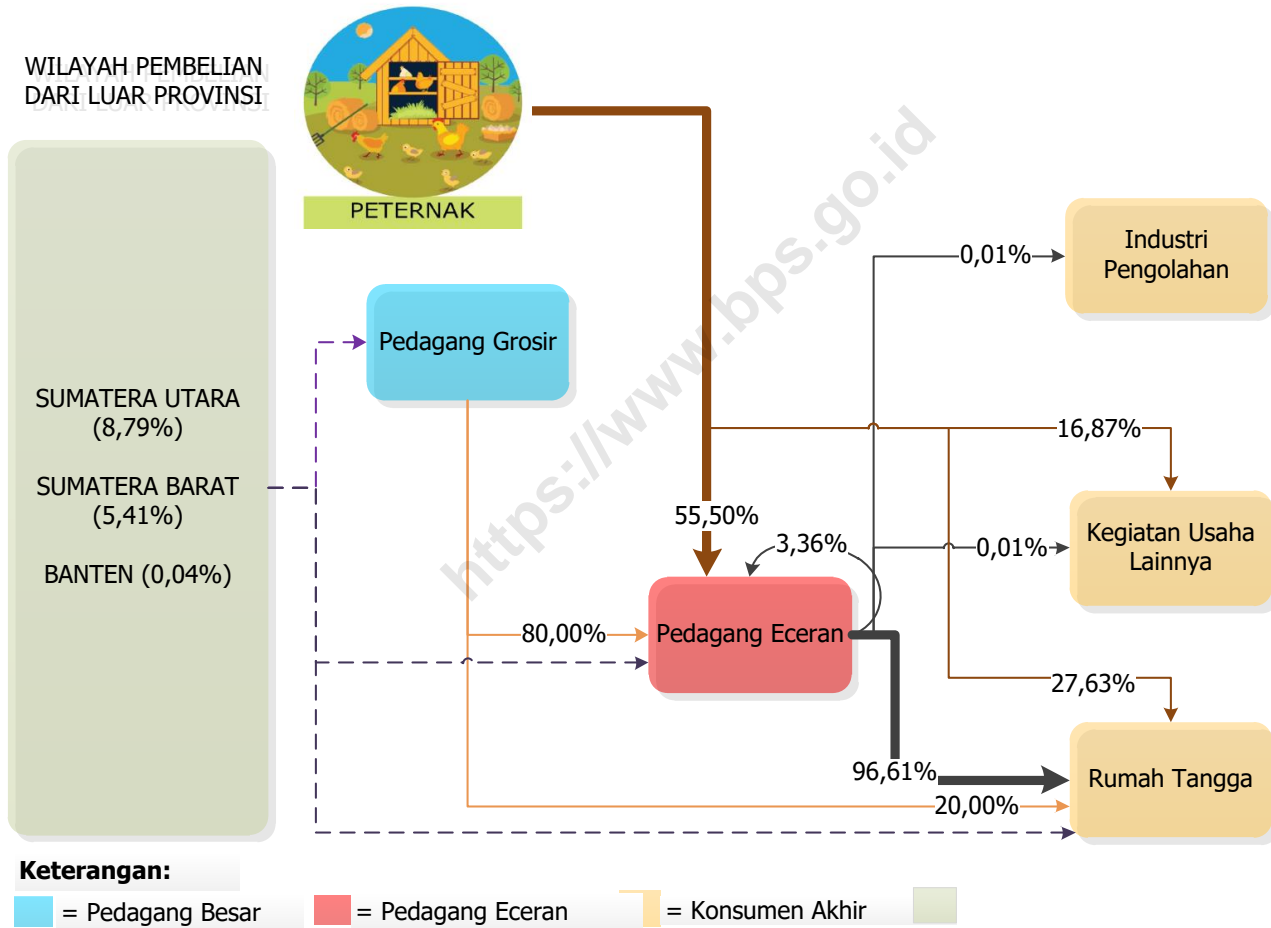 WILAYAH PEMBELIAN
DARI LUAR PROVINSI
PETERNAK
SUMATERA UTARA
(8,79%)
SUMATERA BARAT
(5,41%)
BANTEN (0,04%)
Pedagang Grosir
Pedagang Eceran
Industri
Pengolahan
Kegiatan Usaha
Lainnya
Rumah Tangga
0,01%
16,87%
55,50%
3,36%
0,01%
80,00%
27,63%
96,61%
20,00%
https://www.bps.go.id
Keterangan:
= Pedagang Besar
= Pedagang Eceran
= Konsumen Akhir